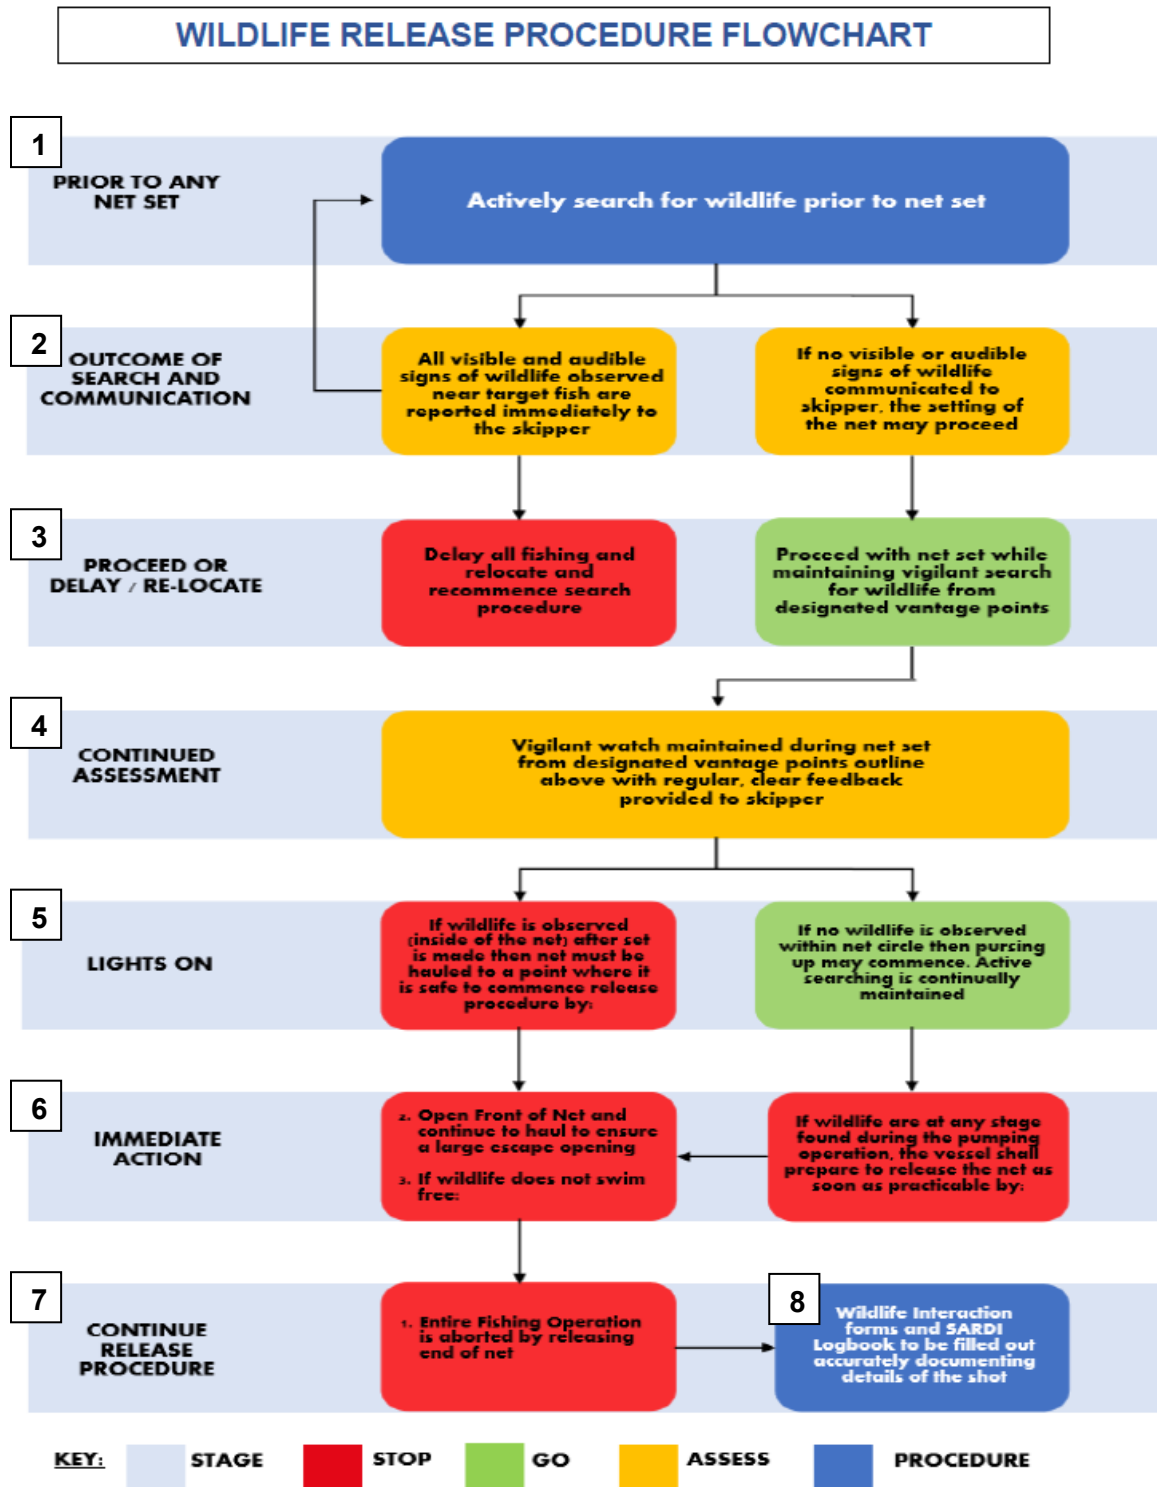 WILDLIFE RELEASE PROCEDURE FLOWCHART
1
PRIOR TO ANY
NET SET
Actively search for wildlife prior to net set
2
OUTCOME OF
SEARCH AND
COMMUNICATION
All visible and audible
signs of wildlife observed
near target fish are
reported immediately to
the skipper
If no visible or audible
signs of wildlife
communicated to
skipper, the setting of
the net may proceed
3
PROCEED OR
DELAY / RE-LOCATE
Delay all fishing and
relocate and
recommence search
procedure
Proceed with net set while
maintaining vigilant search
for wildlife from
designated vantage points
4
CONTINUED
ASSESSMENT
Vigilant watch maintained during net set
from designated vantage points outline
above with regular, clear feedback
provided to skipper
5
LIGHTS ON
If wildlife is observed
(inside of the net) after set
is made then net must be
hauled to a point where it
is safe to commence release
procedure by:
If no wildlife is observed
within net circle then pursing
up may commence. Active
searching is continually
maintained
6
IMMEDIATE
ACTION
2. Open Front of Net and
continue to haul to ensure
a large escape opening
3. If wildlife does not swim
free:
If wildlife are at any stage
found during the pumping
operation, the vessel shall
prepare to release the net as
soon as practicable by:
7
CONTINUE
RELEASE
PROCEDURE
1. Entire Fishing Operation
is aborted by releasing
end of net
8
Wildlife Interaction
forms and SARDI
Logbook to be filled out
accurately documenting
details of the shot
KEY: STAGE STOP GO ASSESS PROCEDURE